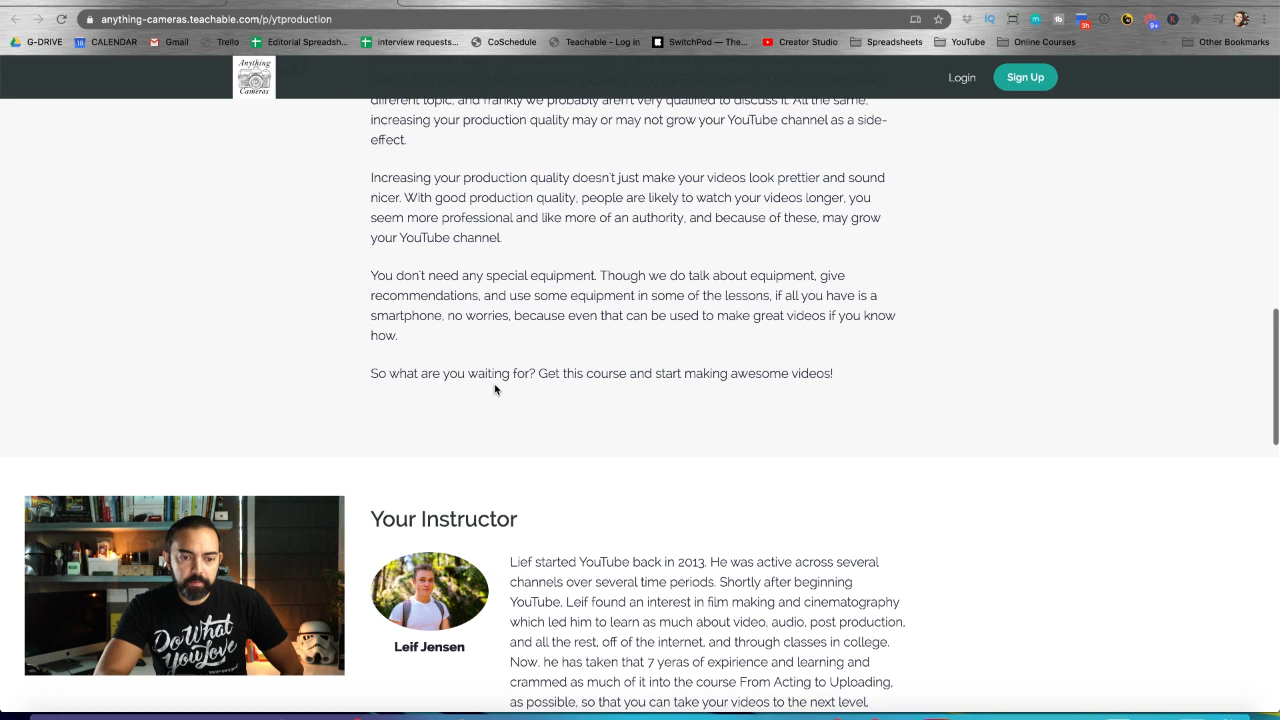 anything-cameras.teachable.com/p/ytproduction
9h
9+
G-DRIVE
CALENDAR
Gmail
Trello
Editorial Spreadsh...
interview requests...
CoSchedule
Teachable – Log in
SwitchPod — The...
Creator Studio
Spreadsheets
YouTube
Online Courses
Other Bookmarks
Anything
Cameras
Login
Sign Up
different topic, and frankly we probably aren't very qualified to discuss it. All the same,
increasing your production quality may or may not grow your YouTube channel as a side-
effect.
Increasing your production quality doesn't just make your videos look prettier and sound
nicer. With good production quality, people are likely to watch your videos longer, you
seem more professional and like more of an authority, and because of these, may grow
your YouTube channel.
You don't need any special equipment. Though we do talk about equipment, give
recommendations, and use some equipment in some of the lessons, if all you have is a
smartphone, no worries, because even that can be used to make great videos if you know
how.
So what are you waiting for? Get this course and start making awesome videos!
Your Instructor
Leif Jensen
Lief started YouTube back in 2013. He was active across several
channels over several time periods. Shortly after beginning
YouTube, Leif found an interest in film making and cinematography
which led him to learn as much about video, audio, post production,
and all the rest, off of the internet, and through classes in college.
Now, he has taken that 7 yeras of expirience and learning and
crammed as much of it into the course From Acting to Uploading,
as possible, so that you can take your videos to the next level.
Do What
You Love